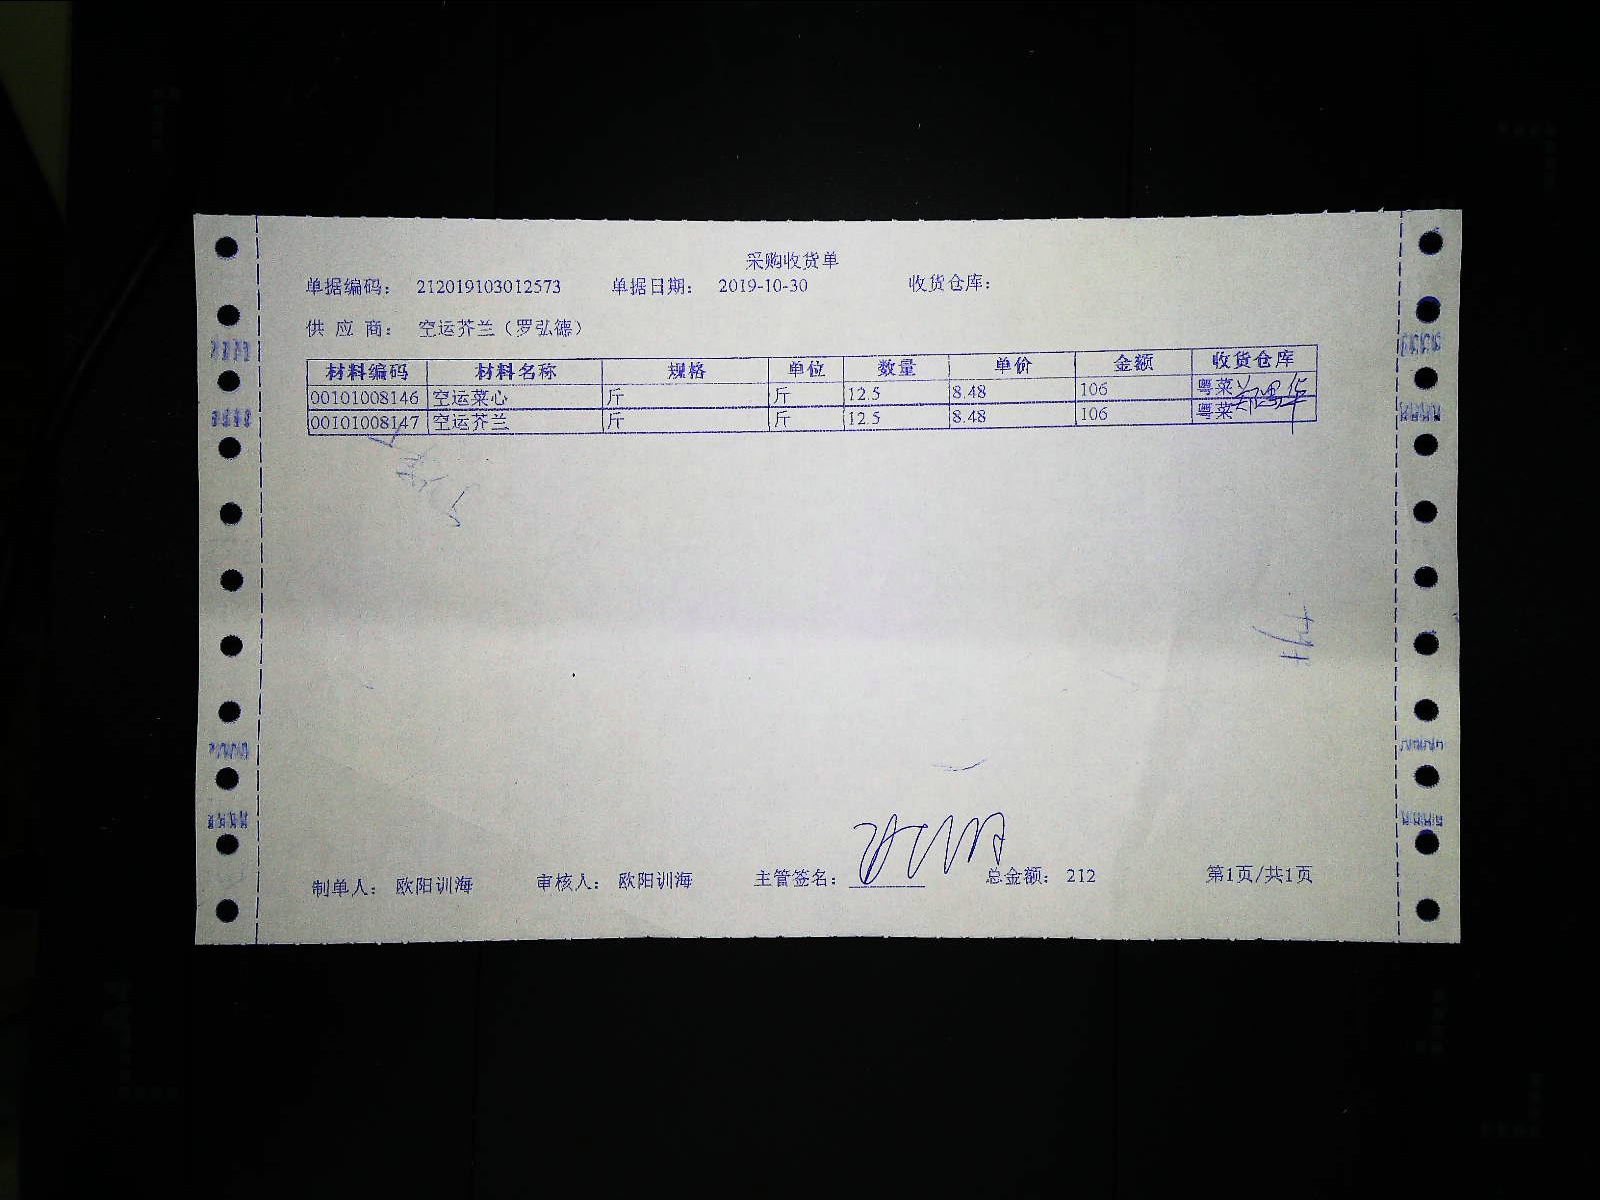 采购收货单
单据编码： 212019103012573 单据日期： 2019-10-30 收货仓库：
供 应 商： 空运芥兰（罗弘德）
材料编码 材料名称 规格 单位 数量 单价 金额 收货仓库
00101008146 空运菜心 斤 斤 12.5 8.48 106 粤菜
00101008147 空运芥兰 斤 斤 12.5 8.48 106 粤菜
制单人： 欧阳训海 审核人： 欧阳训海 主管签名： 总金额： 212 第1页/共1页